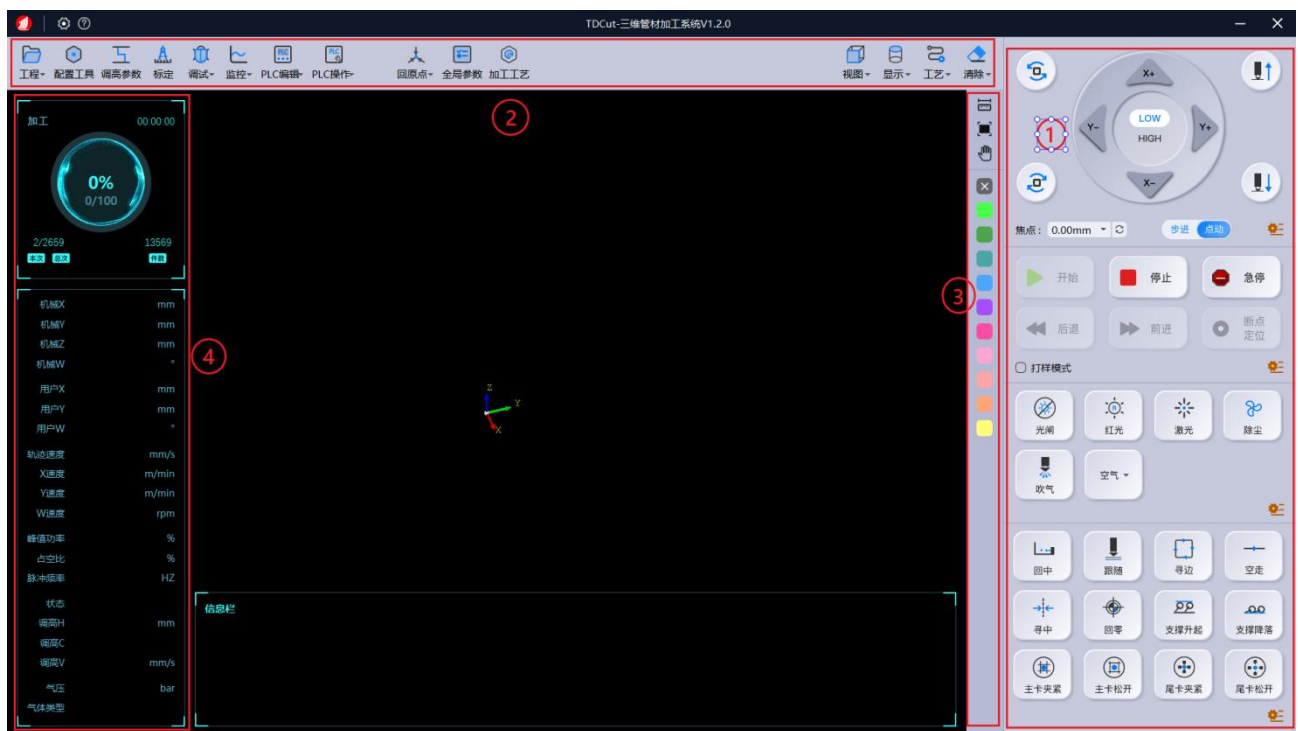 TDCut-三维管材加工系统V1.2.0
工程 配置工具 调高参数 标定 调试 监控 PLC编辑 PLC操作 回原点 全局参数 加工工艺 视图 显示 工艺 清除
加工 00:00:00
0%
0/100
2/2659 13569
本次 总次 件数
机械X mm
机械Y mm
机械Z mm
机械W °
用户X mm
用户Y mm
用户W °
轨迹速度 mm/s
X速度 m/min
Y速度 m/min
W速度 rpm
峰值功率 %
占空比 %
脉冲频率 HZ
状态
调高H mm
调高C
调高V mm/s
气压 bar
气体类型
④
②
Z
Y
X
信息栏
③
①
X+
Y-
LOW
HIGH
Y+
X-
焦点: 0.00mm 步进 点动
开始 停止 急停
后退 前进 断点
定位
打样模式
光闸 红光 激光 除尘
吹气 空气
回中 跟随 寻边 空走
寻中 回零 支撑升起 支撑降落
主卡夹紧 主卡松开 尾卡夹紧 尾卡松开